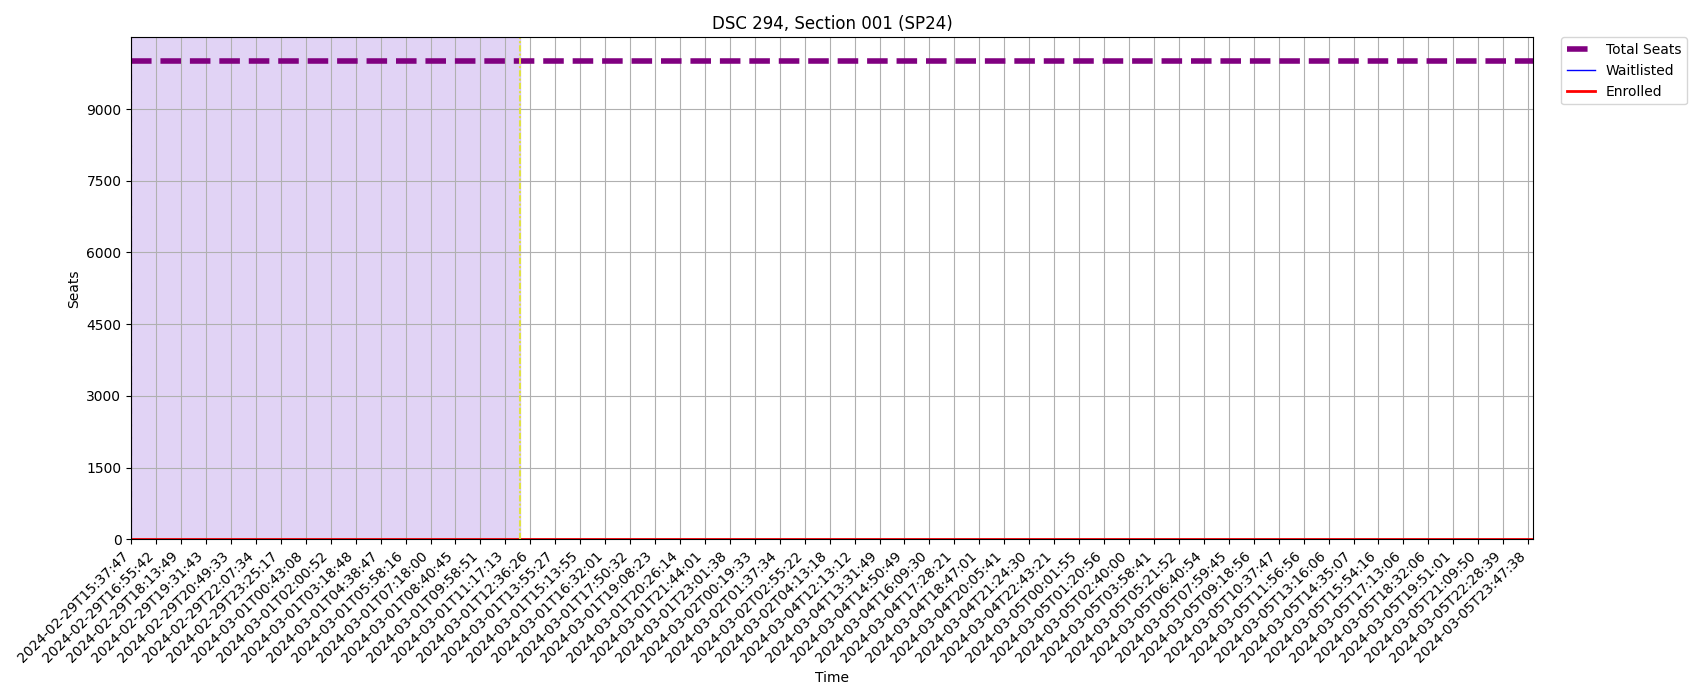 DSC 294, Section 001 (SP24)
Total Seats
Waitlisted
Enrolled
9000
7500
6000
4500
3000
1500
0
Seats
2024-02-29T15:37:47
2024-02-29T16:55:42
2024-02-29T18:13:49
2024-02-29T19:31:43
2024-02-29T20:49:33
2024-02-29T22:07:34
2024-02-29T23:25:17
2024-03-01T00:43:08
2024-03-01T02:00:52
2024-03-01T03:18:48
2024-03-01T04:38:47
2024-03-01T05:58:16
2024-03-01T07:18:00
2024-03-01T08:40:45
2024-03-01T09:58:51
2024-03-01T11:17:13
2024-03-01T12:36:26
2024-03-01T13:55:27
2024-03-01T15:13:55
2024-03-01T16:32:01
2024-03-01T17:50:32
2024-03-01T19:08:23
2024-03-01T20:26:14
2024-03-01T21:44:01
2024-03-01T23:01:38
2024-03-02T00:19:33
2024-03-02T01:37:34
2024-03-02T02:55:22
2024-03-02T04:13:18
2024-03-04T12:13:12
2024-03-04T13:31:49
2024-03-04T14:50:49
2024-03-04T16:09:30
2024-03-04T17:28:21
2024-03-04T18:47:01
2024-03-04T20:05:41
2024-03-04T21:24:30
2024-03-04T22:43:21
2024-03-05T00:01:55
2024-03-05T01:20:56
2024-03-05T02:40:00
2024-03-05T03:58:41
2024-03-05T05:21:52
2024-03-05T06:40:54
2024-03-05T07:59:45
2024-03-05T09:18:56
2024-03-05T10:37:47
2024-03-05T11:56:56
2024-03-05T13:16:06
2024-03-05T14:35:07
2024-03-05T15:54:16
2024-03-05T17:13:06
2024-03-05T18:32:06
2024-03-05T19:51:01
2024-03-05T21:09:50
2024-03-05T22:28:39
2024-03-05T23:47:38
Time